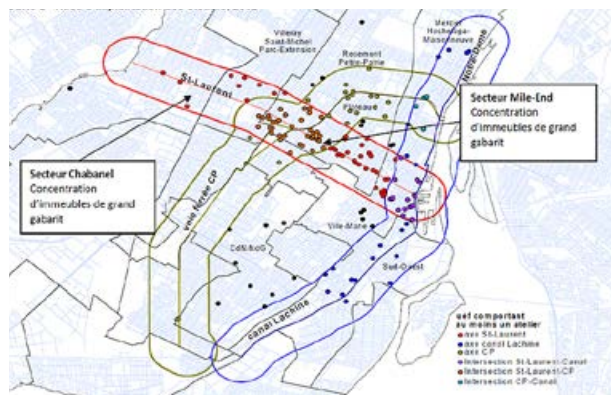 Villeray
Saint-Michel
Parc-Extension
Rosemont
Petite-Patrie
Mercier
Hochelaga-
Maisonneuve
Notre-Dame
St-Laurent
Plateau
Secteur Mile-End
Concentration
d'immeubles de grand
gabarit
Secteur Chabanel
Concentration
d'immeubles de grand
gabarit
voie ferrée CP
Ville-Marie
CdN-NdG
Sud-Ouest
canal Lachine
uef comportant
au moins un atelier
axe St-Laurent
axe canal Lachine
axe CP
Intersection St-Laurent-Canal
Intersection St-Laurent-CP
Intersection CP-Canal